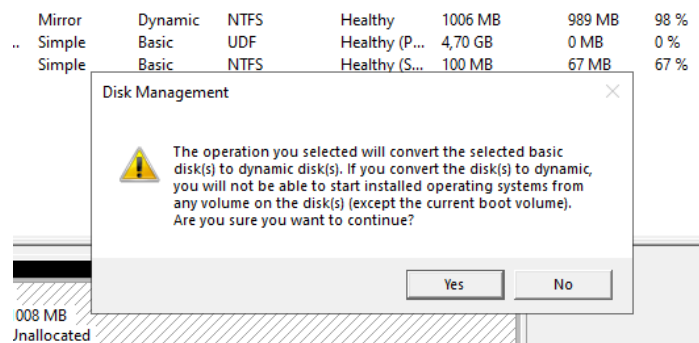 Mirror Dynamic NTFS Healthy 1006 MB 989 MB 98 %
.. Simple Basic UDF Healthy (P... 4,70 GB 0 MB 0 %
Simple Basic NTFS Healthy (S... 100 MB 67 MB 67 %
Disk Management
The operation you selected will convert the selected basic
disk(s) to dynamic disk(s). If you convert the disk(s) to dynamic,
you will not be able to start installed operating systems from
any volume on the disk(s) (except the current boot volume).
Are you sure you want to continue?
Yes No
008 MB
Unallocated